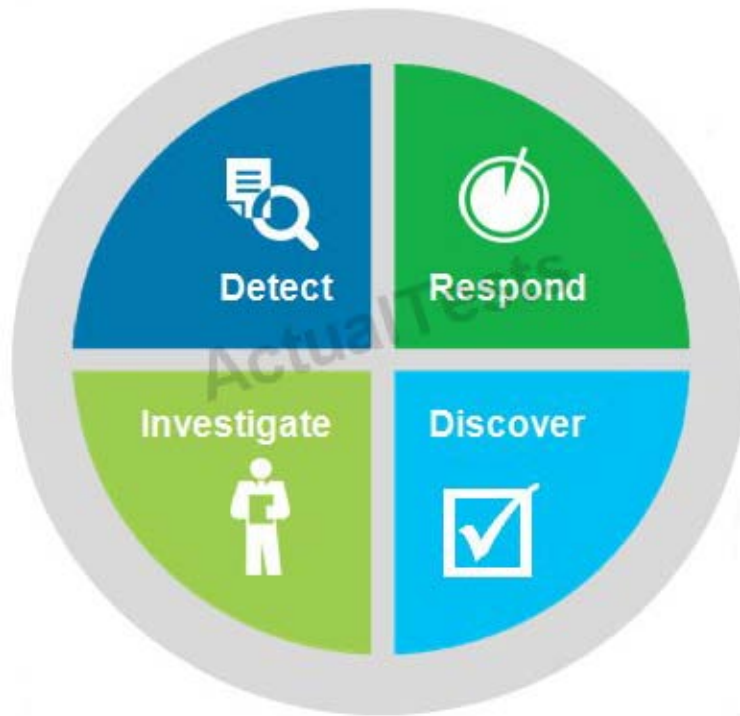 Detect
Respond
ActualTests
Investigate
Discover